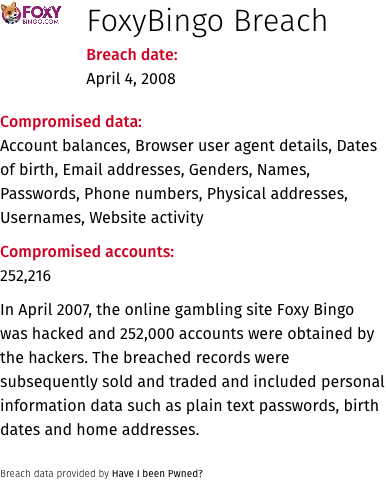 FOXY
BINGO.COM
FoxyBingo Breach
Breach date:
April 4, 2008
Compromised data:
Account balances, Browser user agent details, Dates
of birth, Email addresses, Genders, Names,
Passwords, Phone numbers, Physical addresses,
Usernames, Website activity
Compromised accounts:
252,216
In April 2007, the online gambling site Foxy Bingo
was hacked and 252,000 accounts were obtained by
the hackers. The breached records were
subsequently sold and traded and included personal
information data such as plain text passwords, birth
dates and home addresses.
Breach data provided by Have I been Pwned?